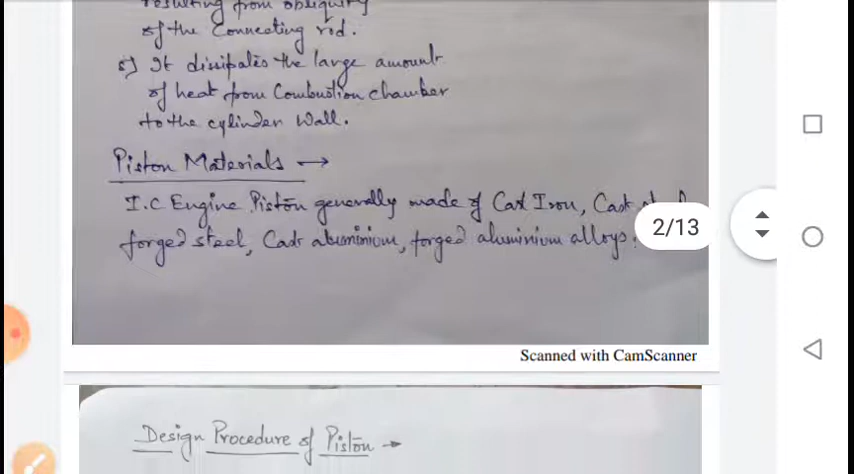 resulting from obliquity
of the Connecting rod.
5) It dissipates the large amount
of heat from Combustion chamber
to the cylinder wall.
Piston Materials →
I.C Engine Piston generally made of Cast Iron, Cast
2/13
forged steel, Cast aluminium, forged aluminium alloys.
Scanned with CamScanner
Design Procedure of Piston →